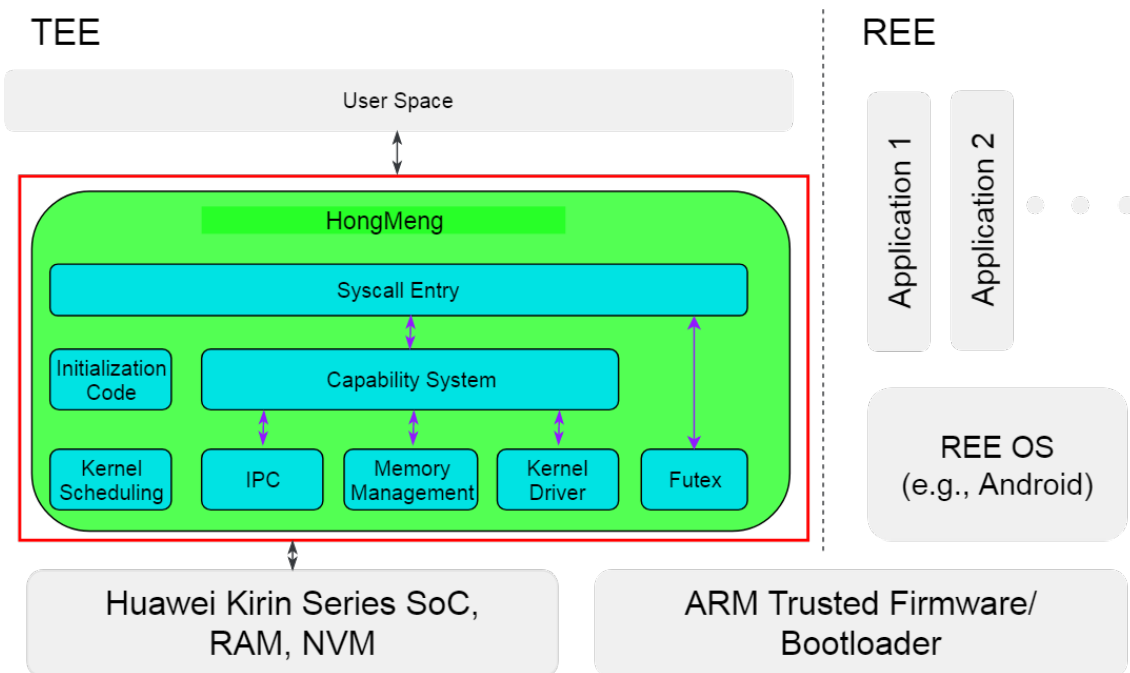 TEE
REE
User Space
HongMeng
Syscall Entry
Initialization
Code
Capability System
Kernel
Scheduling
IPC
Memory
Management
Kernel
Driver
Futex
Application 1
Application 2
REE OS
(e.g., Android)
Huawei Kirin Series SoC,
RAM, NVM
ARM Trusted Firmware/
Bootloader